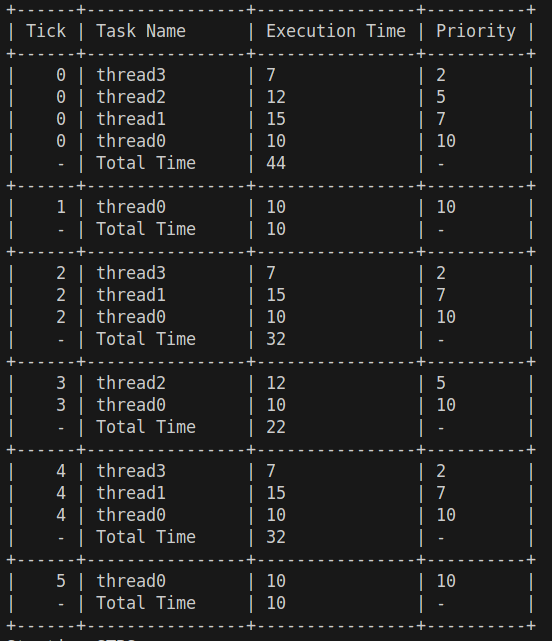 +------+----------------+----------------+----------+
| Tick | Task Name      | Execution Time | Priority |
+------+----------------+----------------+----------+
|    0 | thread3        | 7              | 2        |
|    0 | thread2        | 12             | 5        |
|    0 | thread1        | 15             | 7        |
|    0 | thread0        | 10             | 10       |
|    - | Total Time     | 44             | -        |
+------+----------------+----------------+----------+
|    1 | thread0        | 10             | 10       |
|    - | Total Time     | 10             | -        |
+------+----------------+----------------+----------+
|    2 | thread3        | 7              | 2        |
|    2 | thread1        | 15             | 7        |
|    2 | thread0        | 10             | 10       |
|    - | Total Time     | 32             | -        |
+------+----------------+----------------+----------+
|    3 | thread2        | 12             | 5        |
|    3 | thread0        | 10             | 10       |
|    - | Total Time     | 22             | -        |
+------+----------------+----------------+----------+
|    4 | thread3        | 7              | 2        |
|    4 | thread1        | 15             | 7        |
|    4 | thread0        | 10             | 10       |
|    - | Total Time     | 32             | -        |
+------+----------------+----------------+----------+
|    5 | thread0        | 10             | 10       |
|    - | Total Time     | 10             | -        |
+------+----------------+----------------+----------+